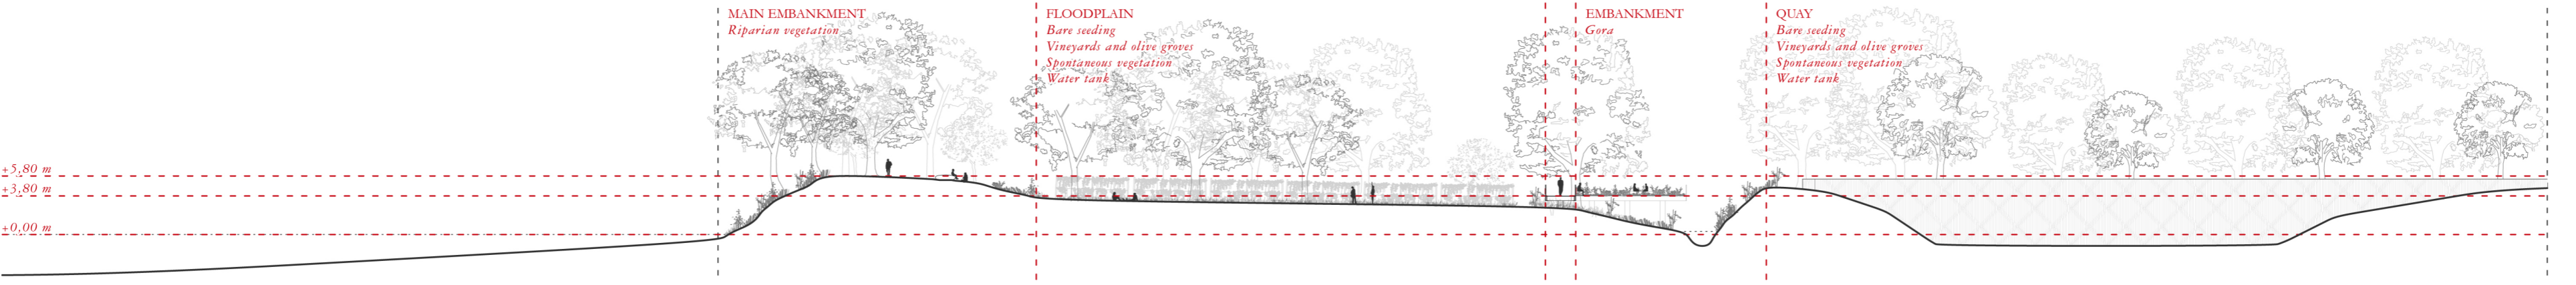 MAIN EMBANKMENT
Riparian vegetation
FLOODPLAIN
Bare seeding
Vineyards and olive groves
Spontaneous vegetation
Water tank
EMBANKMENT
Gora
QUAY
Bare seeding
Vineyards and olive groves
Spontaneous vegetation
Water tank
+5,80 m
+3,80 m
+0,00 m